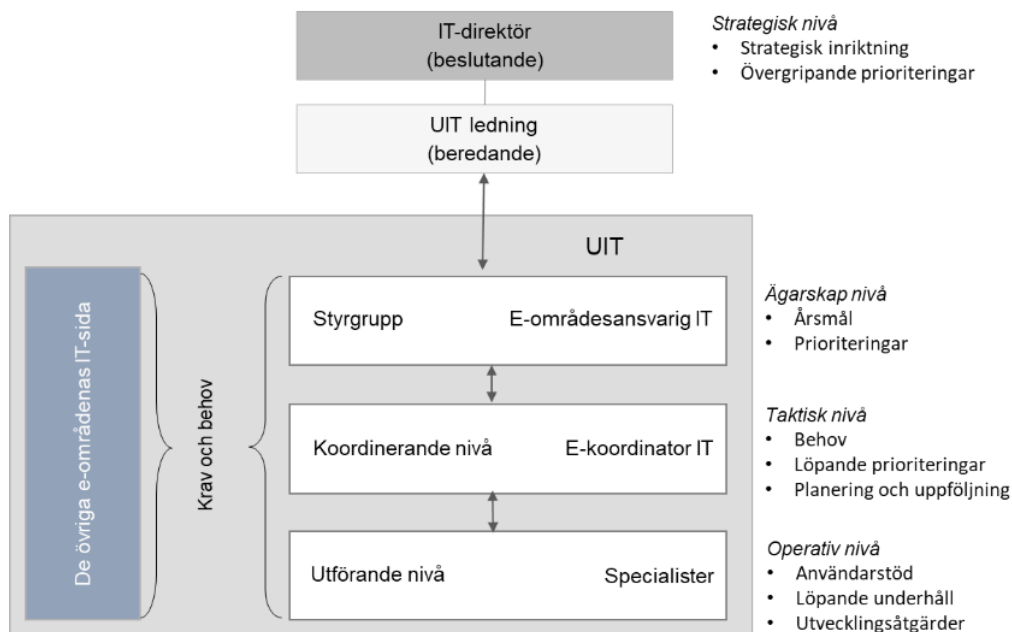 IT-direktör
(beslutande)
Strategisk nivå
• Strategisk inriktning
• Övergripande prioriteringar
UIT ledning
(beredande)
UIT
De övriga e-områdenas IT-sida
Krav och behov
Styrgrupp E-områdesansvarig IT
Ägarskap nivå
• Årsmål
• Prioriteringar
Koordinerande nivå E-koordinator IT
Taktisk nivå
• Behov
• Löpande prioriteringar
• Planering och uppföljning
Utförande nivå Specialister
Operativ nivå
• Användarstöd
• Löpande underhåll
• Utvecklingsåtgärder